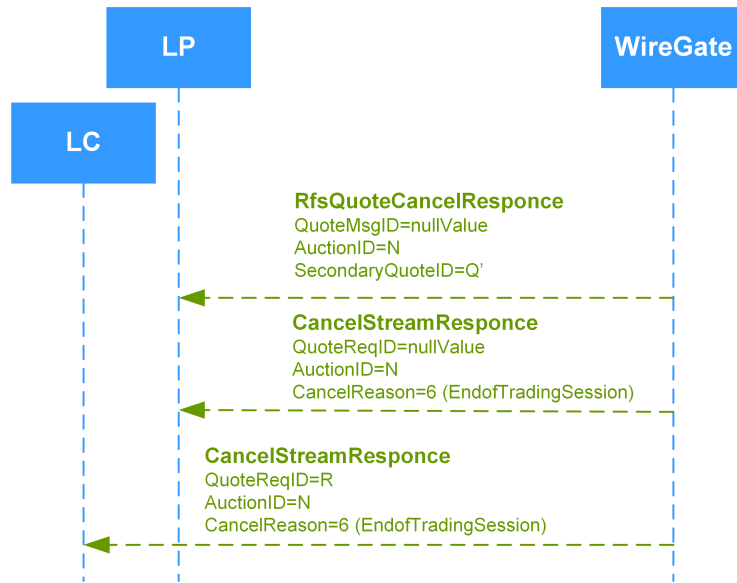 LP
WireGate
LC
RfsQuoteCancelResponce
QuoteMsgID=nullValue
AuctionID=N
SecondaryQuoteID=Q’
CancelStreamResponce
QuoteReqID=nullValue
AuctionID=N
CancelReason=6 (EndofTradingSession)
CancelStreamResponce
QuoteReqID=R
AuctionID=N
CancelReason=6 (EndofTradingSession)